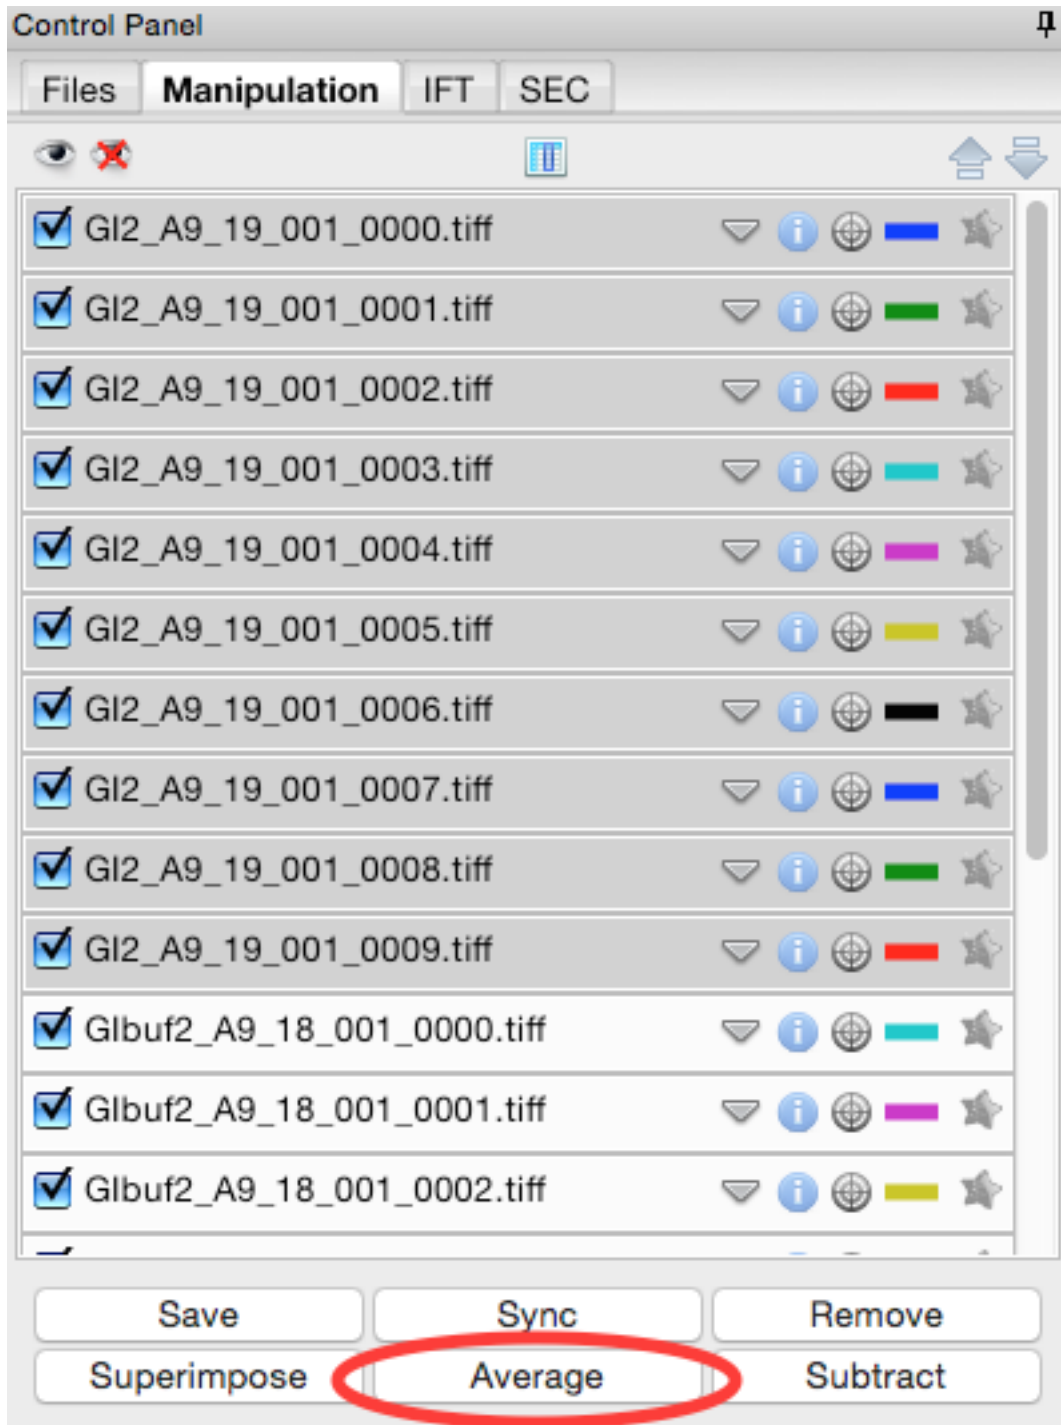 Control Panel
Files Manipulation IFT SEC
GI2_A9_19_001_0000.tiff
GI2_A9_19_001_0001.tiff
GI2_A9_19_001_0002.tiff
GI2_A9_19_001_0003.tiff
GI2_A9_19_001_0004.tiff
GI2_A9_19_001_0005.tiff
GI2_A9_19_001_0006.tiff
GI2_A9_19_001_0007.tiff
GI2_A9_19_001_0008.tiff
GI2_A9_19_001_0009.tiff
GIbuf2_A9_18_001_0000.tiff
GIbuf2_A9_18_001_0001.tiff
GIbuf2_A9_18_001_0002.tiff
Save Sync Remove
Superimpose Average Subtract